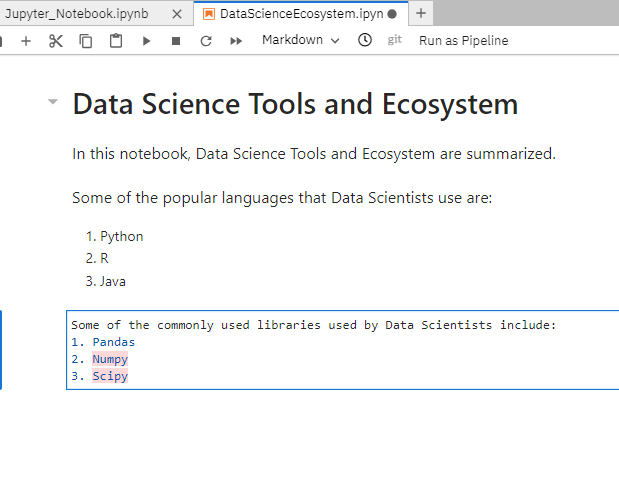 Jupyter_Notebook.ipynb
DataScienceEcosystem.ipyn
Markdown git Run as Pipeline
Data Science Tools and Ecosystem
In this notebook, Data Science Tools and Ecosystem are summarized.
Some of the popular languages that Data Scientists use are:
1. Python
2. R
3. Java
Some of the commonly used libraries used by Data Scientists include:
1. Pandas
2. Numpy
3. Scipy